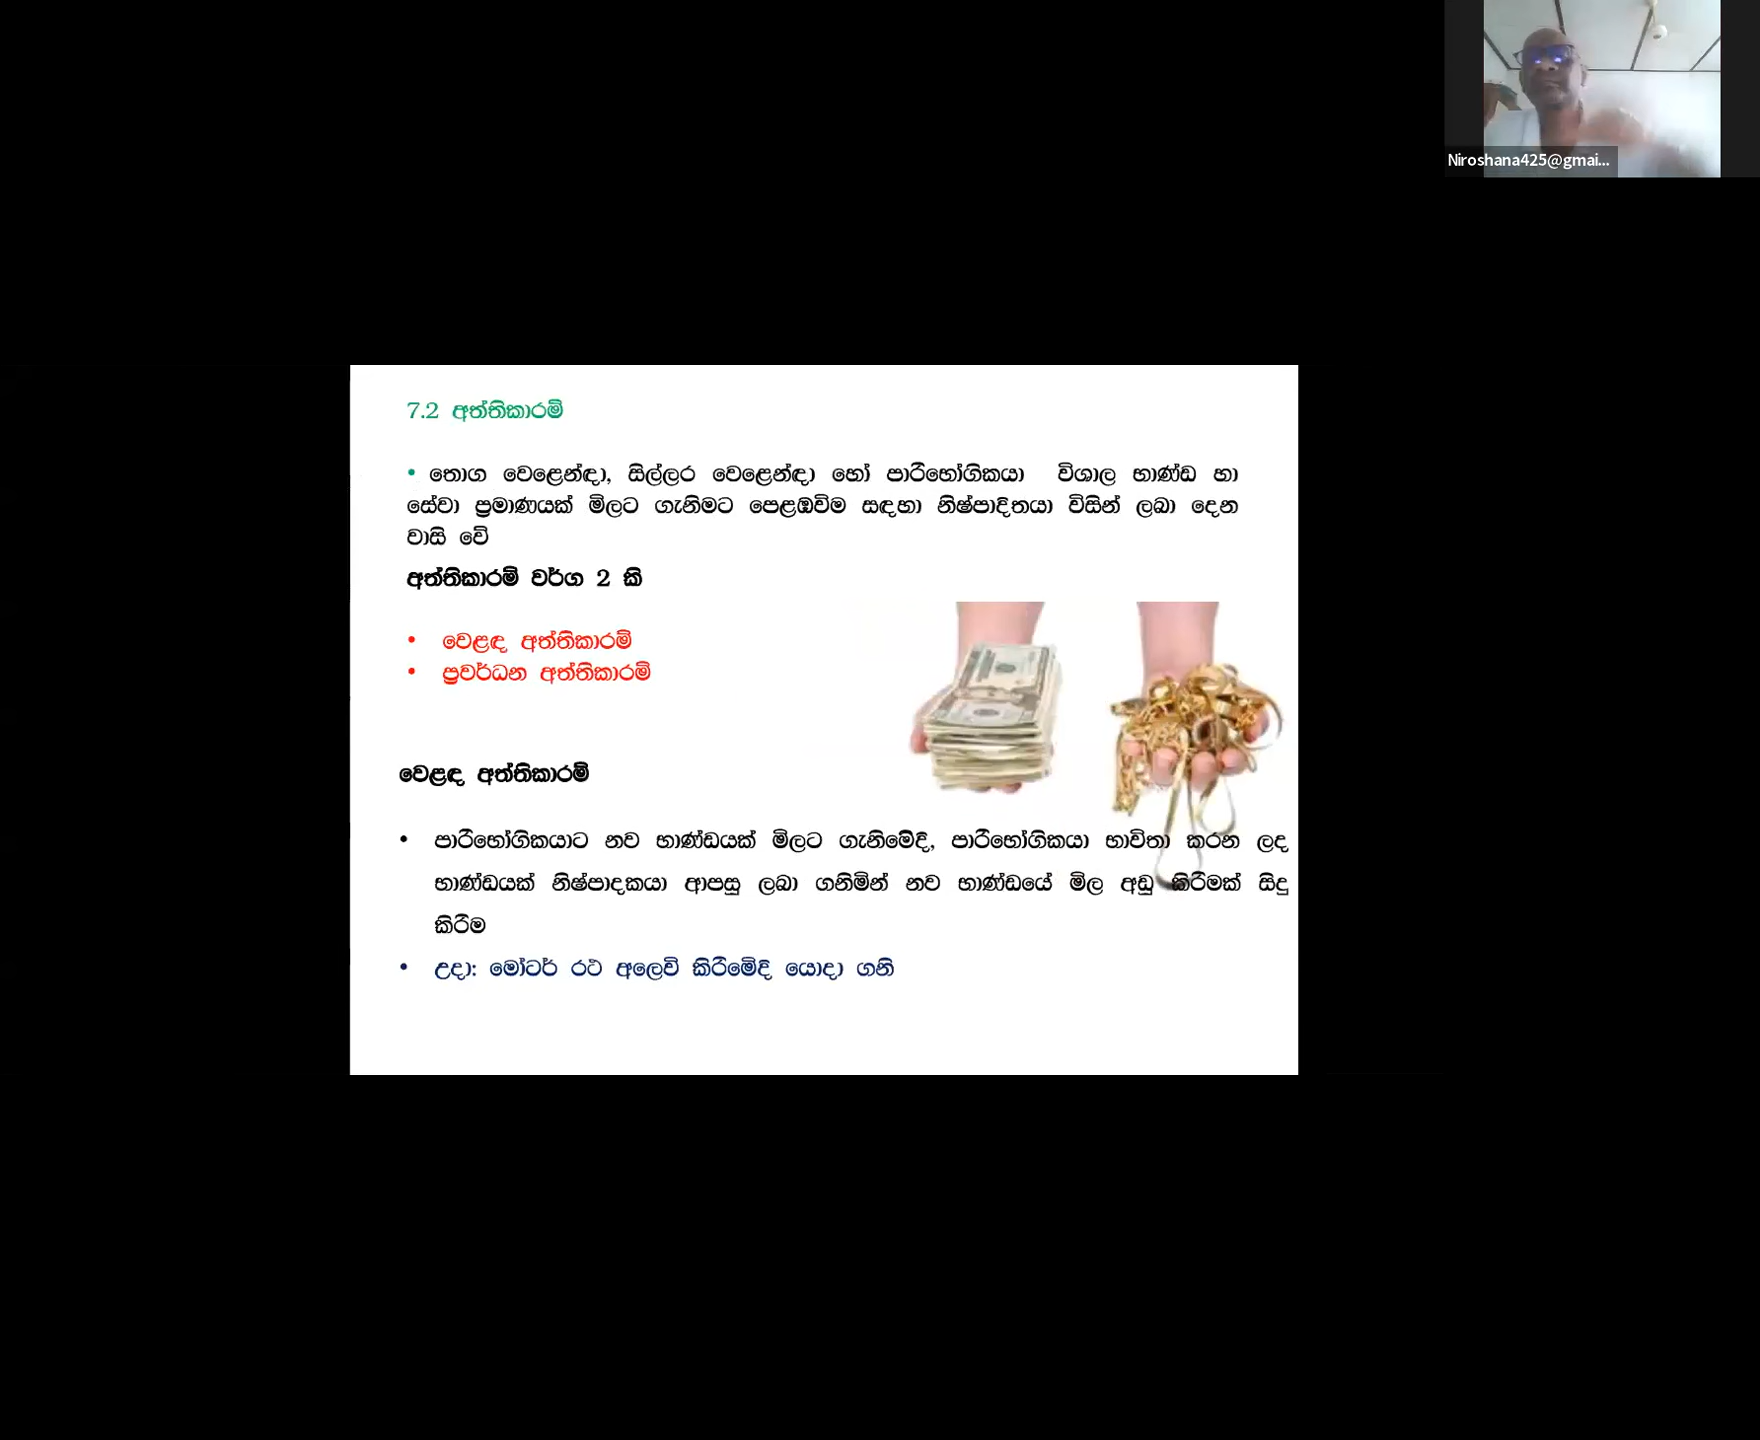 Niroshana425@gmai...
7.2 අත්තිකාරම්
• තොග වෙළෙන්ඳා, සිල්ලර වෙළෙන්ඳා හෝ පාරිභෝගිකයා විශාල භාණ්ඩ හා
සේවා ප්‍රමාණයක් මිලට ගැනීමට පෙළඹවීම සඳහා නිෂ්පාදිතයා විසින් ලබා දෙන
වාසි වේ
අත්තිකාරම් වර්ග 2 කි
• වෙළඳ අත්තිකාරම්
• ප්‍රවර්ධන අත්තිකාරම්
වෙළඳ අත්තිකාරම්
• පාරිභෝගිකයාට නව භාණ්ඩයක් මිලට ගැනීමේදී, පාරිභෝගිකයා භාවිතා කරන ලද
භාණ්ඩයක් නිෂ්පාදකයා ආපසු ලබා ගනිමින් නව භාණ්ඩයේ මිල අඩු කිරීමක් සිදු
කිරීම
• උදා: මෝටර් රථ අලෙවි කිරීමේදී යොදා ගනී